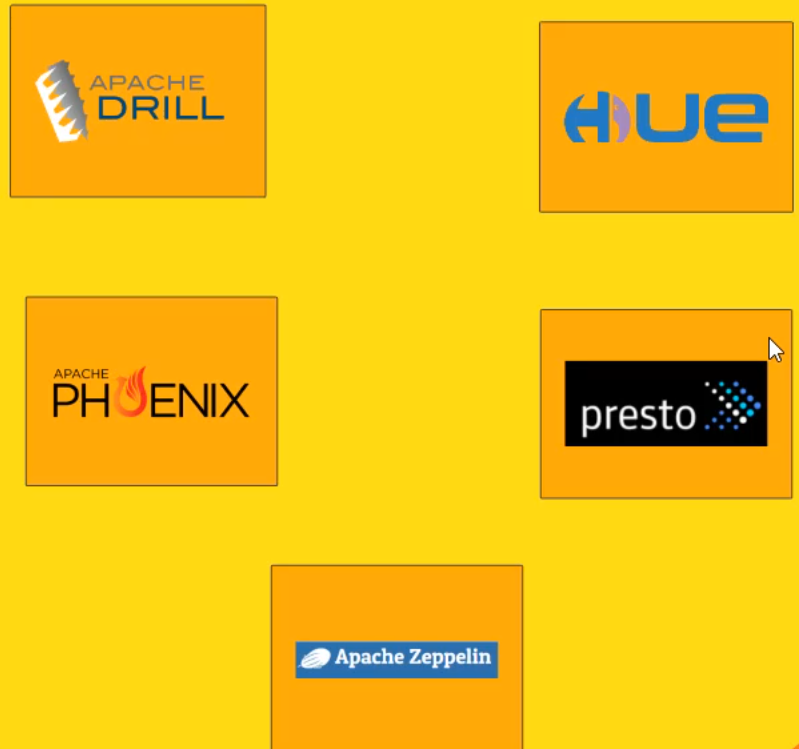 APACHE
DRILL
HUE
APACHE
PHOENIX
presto
Apache Zeppelin